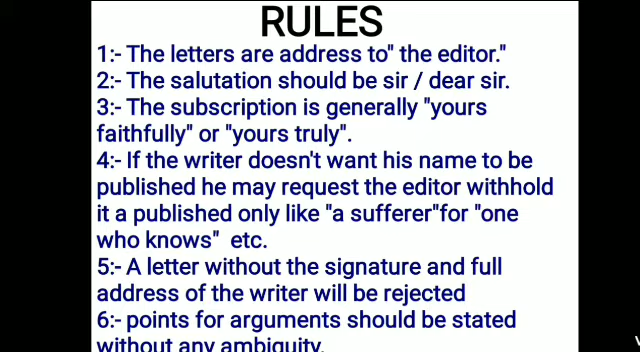 RULES
1:- The letters are address to" the editor."
2:- The salutation should be sir / dear sir.
3:- The subscription is generally "yours
faithfully" or "yours truly".
4:- If the writer doesn't want his name to be
published he may request the editor withhold
it a published only like "a sufferer"for "one
who knows"  etc.
5:- A letter without the signature and full
address of the writer will be rejected
6:- points for arguments should be stated
without any ambiguity.